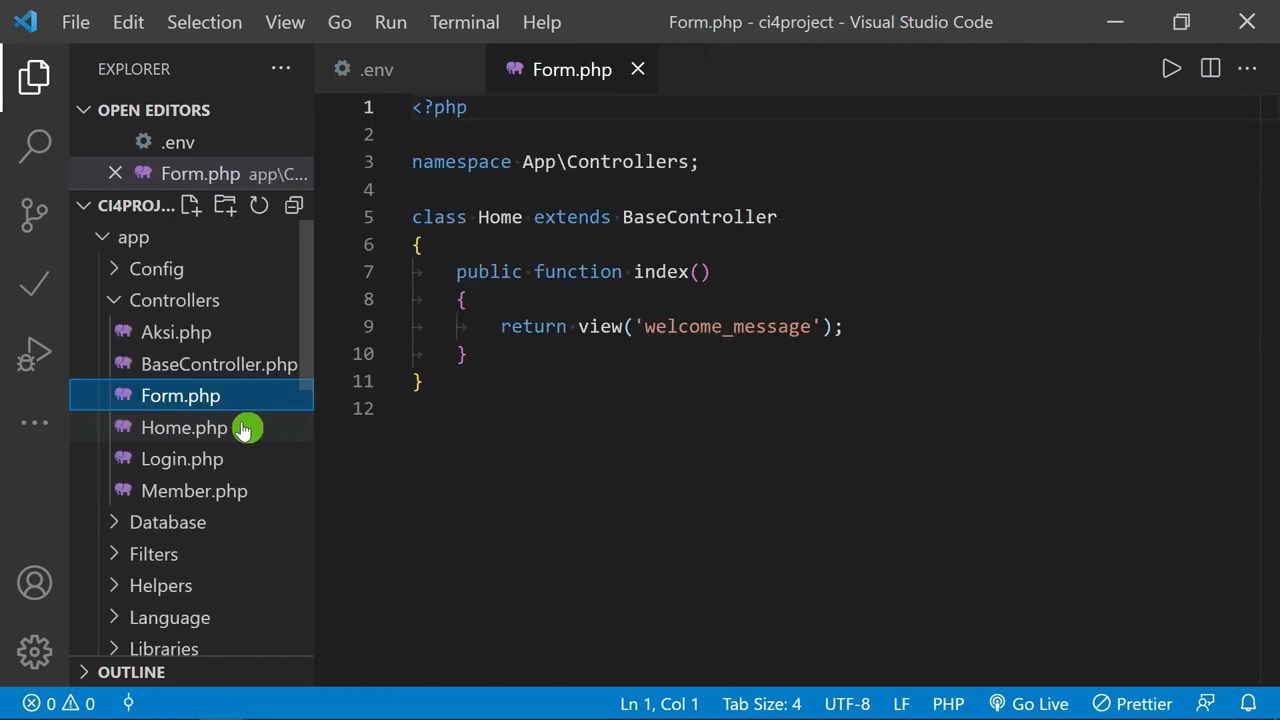 File Edit Selection View Go Run Terminal Help Form.php - ci4project - Visual Studio Code
EXPLORER
.env
Form.php
OPEN EDITORS
.env
Form.php app\C...
CI4PROJ...
app
Config
Controllers
Aksi.php
BaseController.php
Form.php
Home.php
Login.php
Member.php
Database
Filters
Helpers
Language
Libraries
OUTLINE
1 <?php
2
3 namespace App\Controllers;
4
5 class Home extends BaseController
6 {
7 public function index()
8 {
9 return view('welcome_message');
10 }
11 }
12
0 0 Ln 1, Col 1 Tab Size: 4 UTF-8 LF PHP Go Live Prettier